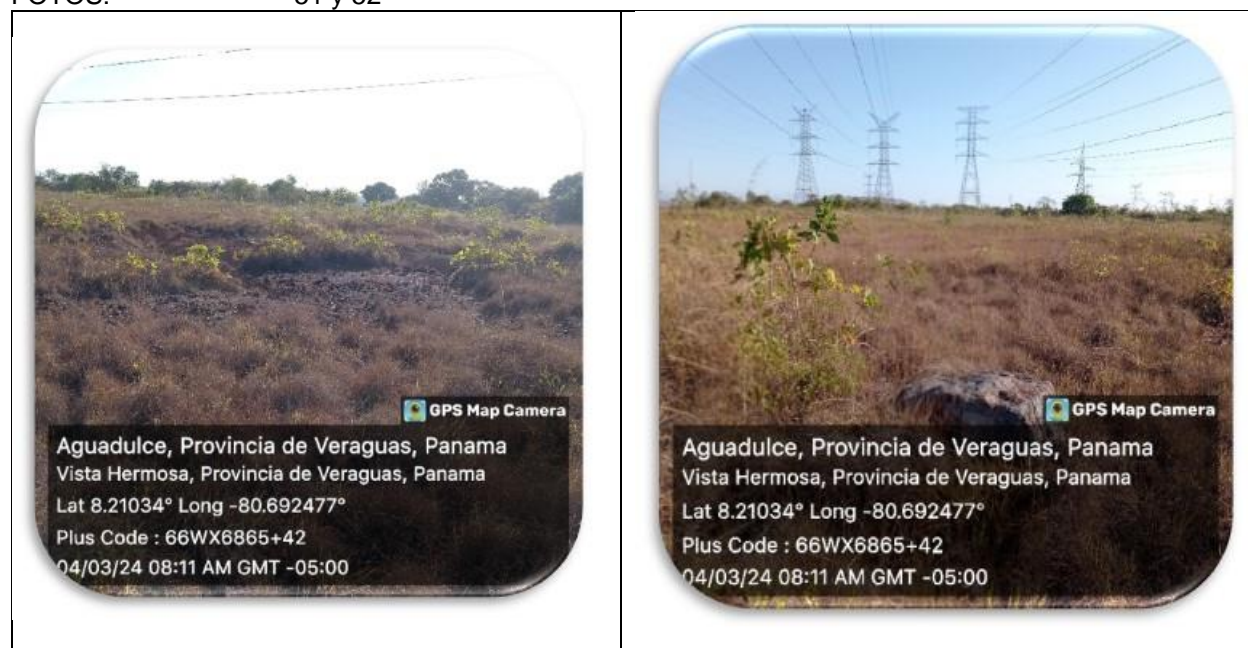 FOTOS: y
GPS Map Camera
Aguadulce, Provincia de Veraguas, Panama
Vista Hermosa, Provincia de Veraguas, Panama
Lat 8.21034° Long -80.692477°
Plus Code : 66WX6865+42
04/03/24 08:11 AM GMT -05:00
GPS Map Camera
Aguadulce, Provincia de Veraguas, Panama
Vista Hermosa, Provincia de Veraguas, Panama
Lat 8.21034° Long -80.692477°
Plus Code : 66WX6865+42
04/03/24 08:11 AM GMT -05:00